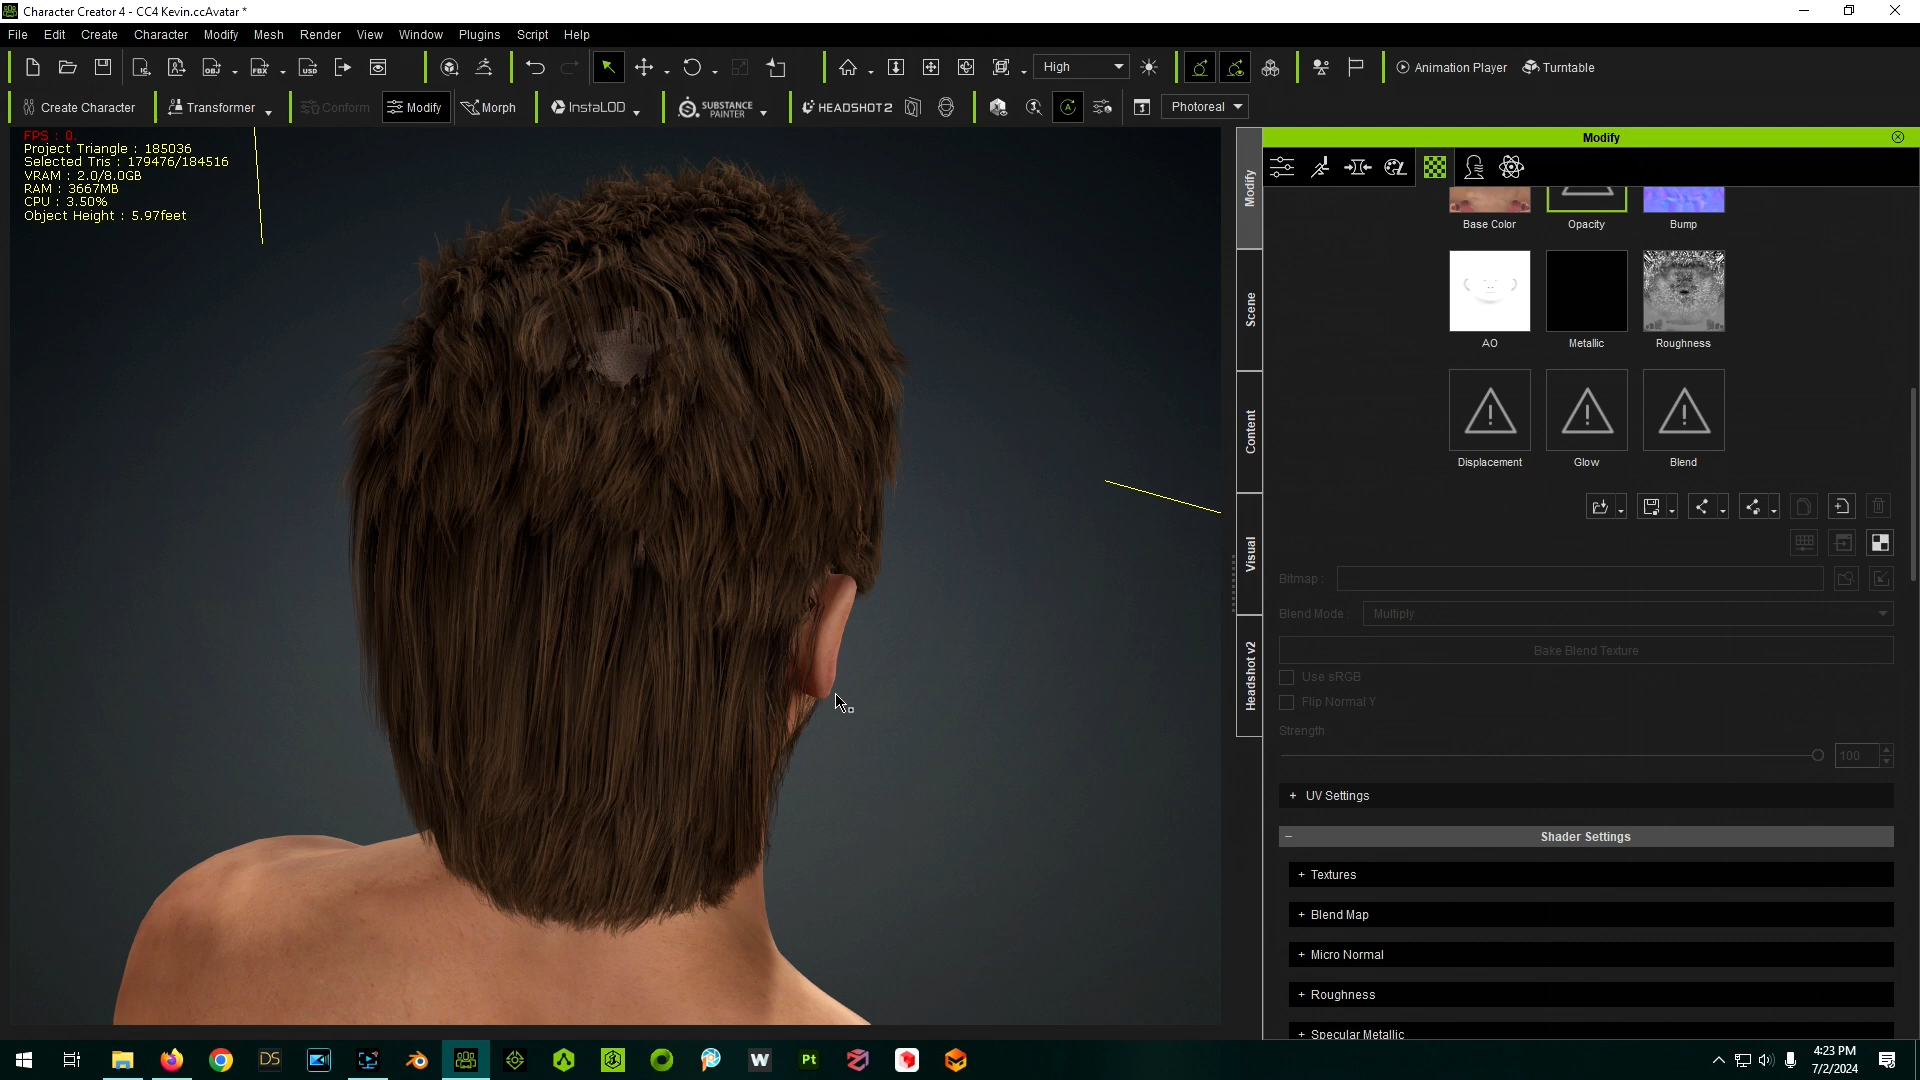 Character Creator 4 - CC4 Kevin.ccAvatar *
File Edit Create Character Modify Mesh Render View Window Plugins Script Help
High
Animation Player
Turntable
Create Character
Transformer
Conform
Modify
Morph
InstaLOD
SUBSTANCE PAINTER
HEADSHOT 2
Photoreal
FPS : 0.
Project Triangle : 185036
Selected Tris : 179476/184516
VRAM : 2.0/8.0GB
RAM : 3667MB
CPU : 3.50%
Object Height : 5.97feet
Modify
Scene
Content
Visual
Headshot v2
Modify
Base Color
Opacity
Bump
AO
Metallic
Roughness
Displacement
Glow
Blend
Bitmap :
Blend Mode :
Multiply
Bake Blend Texture
Use sRGB
Flip Normal Y
Strength
100
+ UV Settings
− Shader Settings
+ Textures
+ Blend Map
+ Micro Normal
+ Roughness
+ Specular Metallic
DS
W
Pt
4:23 PM
7/2/2024